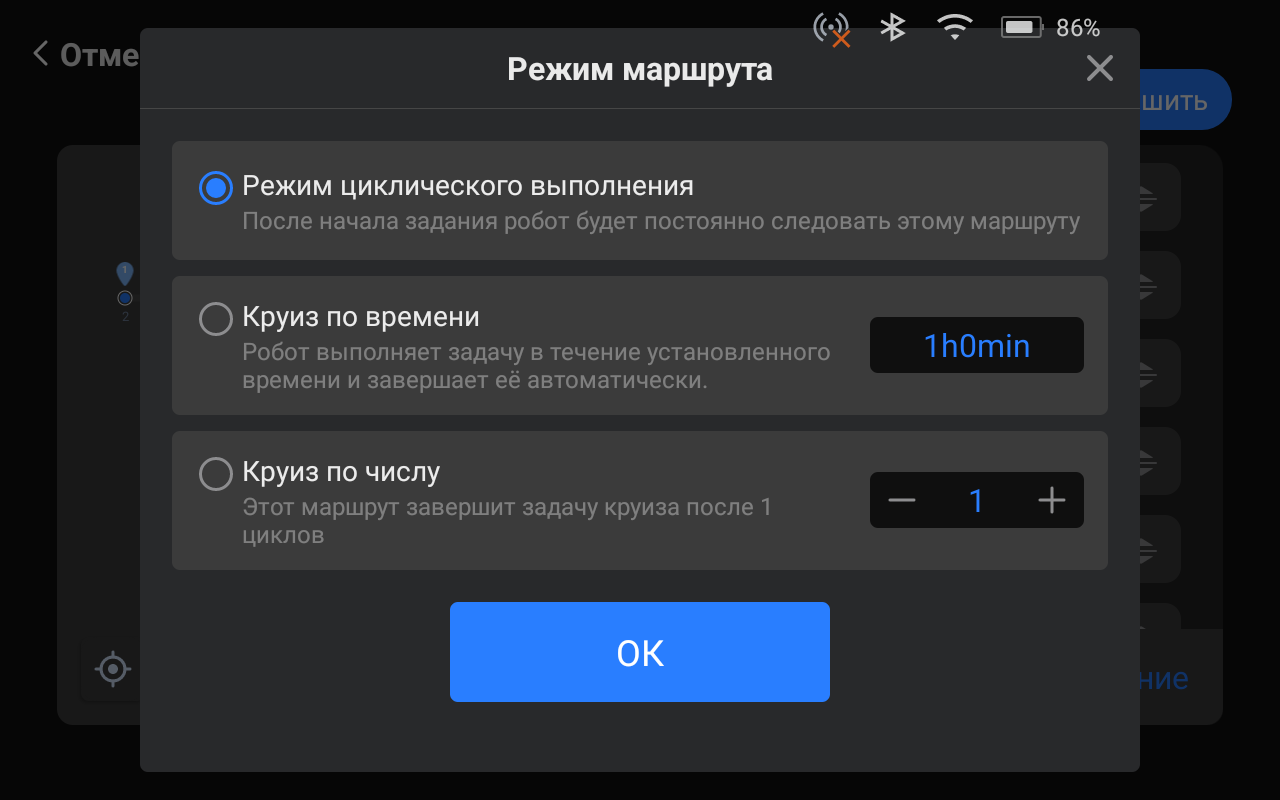 86%
Отме
Режим маршрута
шить
Режим циклического выполнения
После начала задания робот будет постоянно следовать этому маршруту
1
2
Круиз по времени
Робот выполняет задачу в течение установленного
времени и завершает её автоматически.
1h0min
Круиз по числу
Этот маршрут завершит задачу круиза после 1
циклов
1
ОК
ние